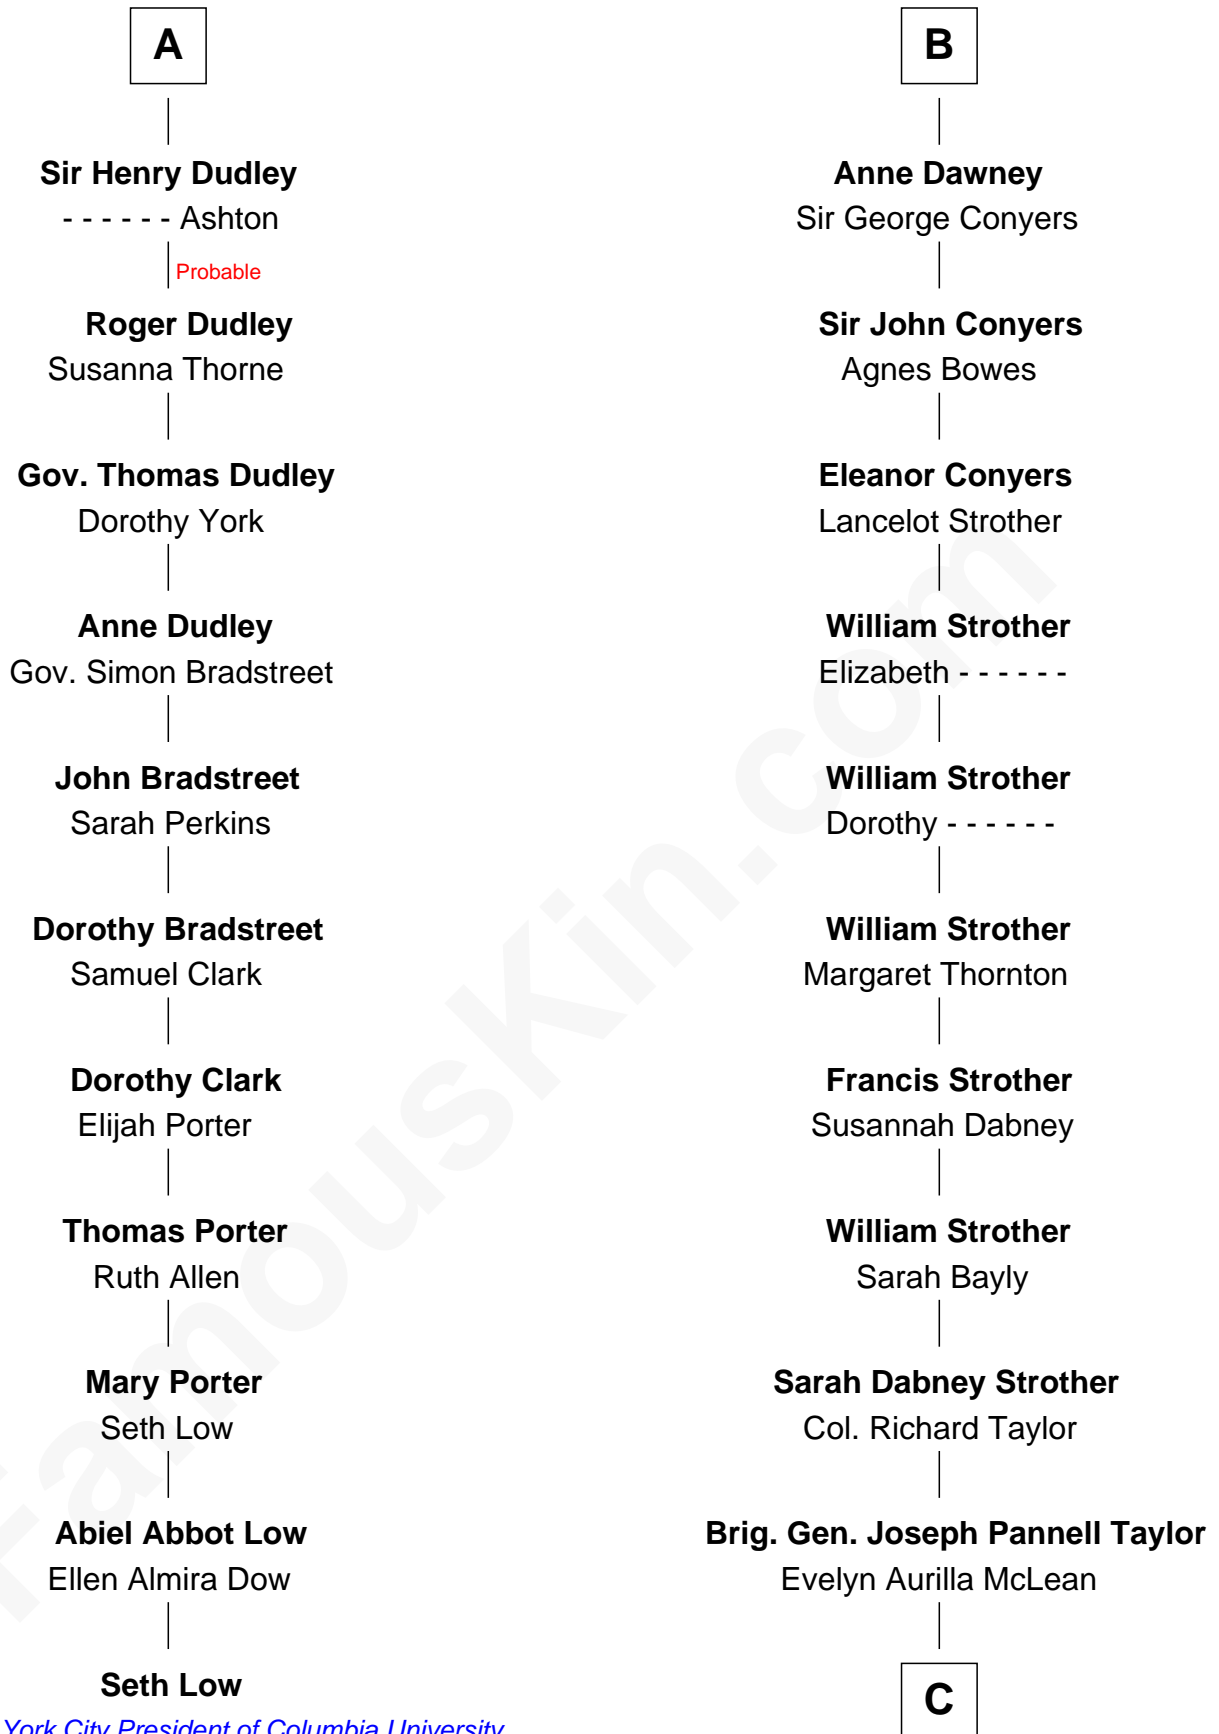 A
Sir Henry Dudley
- - - - - - Ashton
Probable
Roger Dudley
Susanna Thorne
Gov. Thomas Dudley
Dorothy York
Anne Dudley
Gov. Simon Bradstreet
John Bradstreet
Sarah Perkins
Dorothy Bradstreet
Samuel Clark
Dorothy Clark
Elijah Porter
Thomas Porter
Ruth Allen
Mary Porter
Seth Low
Abiel Abbot Low
Ellen Almira Dow
Seth Low
York City President of Columbia University
B
Anne Dawney
Sir George Conyers
Sir John Conyers
Agnes Bowes
Eleanor Conyers
Lancelot Strother
William Strother
Elizabeth - - - - - -
William Strother
Dorothy - - - - - -
William Strother
Margaret Thornton
Francis Strother
Susannah Dabney
William Strother
Sarah Bayly
Sarah Dabney Strother
Col. Richard Taylor
Brig. Gen. Joseph Pannell Taylor
Evelyn Aurilla McLean
C
FamousKin.com